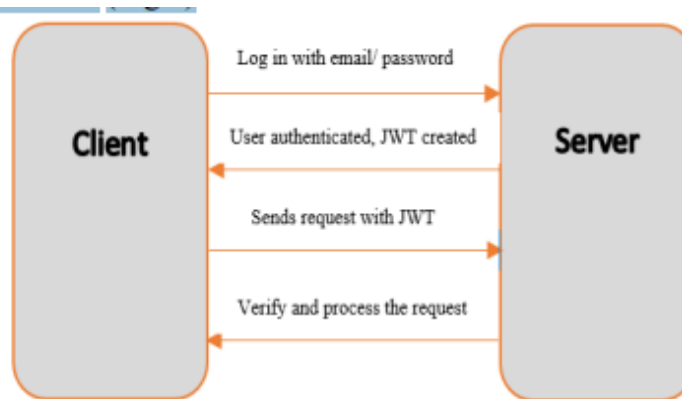 Log in with email/ password
Client
User authenticated, JWT created
Server
Sends request with JWT
Verify and process the request